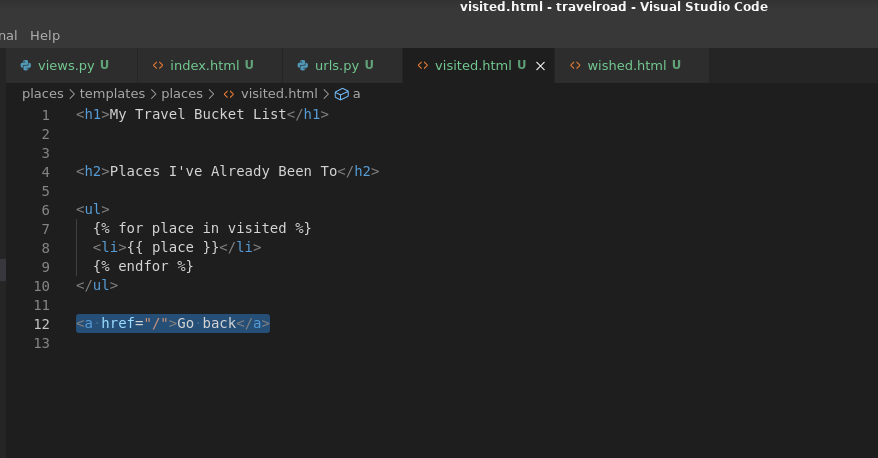 visited.html - travelroad - Visual Studio Code
nal Help
views.py U index.html U urls.py U visited.html U × wished.html U
places > templates > places > <> visited.html > a
1 <h1>My Travel Bucket List</h1>
2
3
4 <h2>Places I've Already Been To</h2>
5
6 <ul>
7 {% for place in visited %}
8 <li>{{ place }}</li>
9 {% endfor %}
10 </ul>
11
12 <a href="/">Go back</a>
13